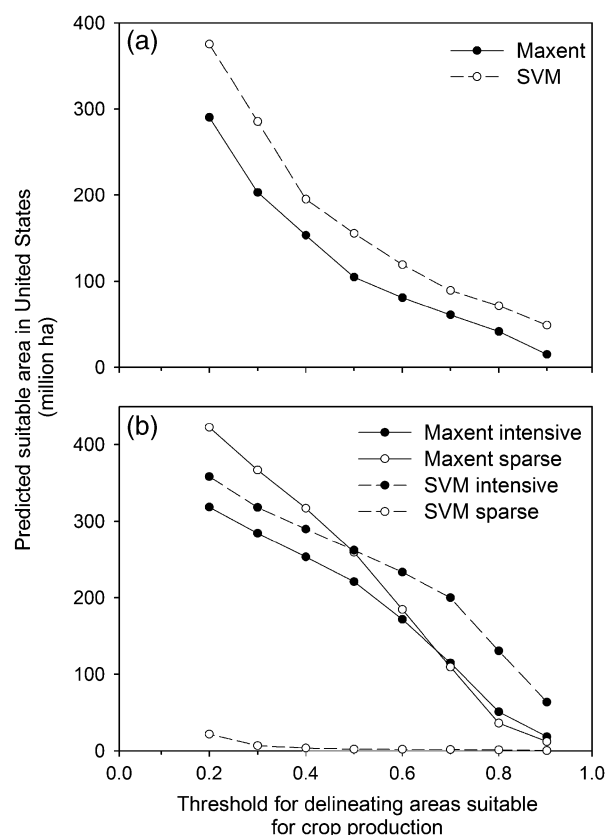 Predicted suitable area in United States
(million ha)
(a)
Maxent
SVM
400
300
200
100
0
(b)
Maxent intensive
Maxent sparse
SVM intensive
SVM sparse
400
300
200
100
0
0.0 0.2 0.4 0.6 0.8 1.0
Threshold for delineating areas suitable
for crop production